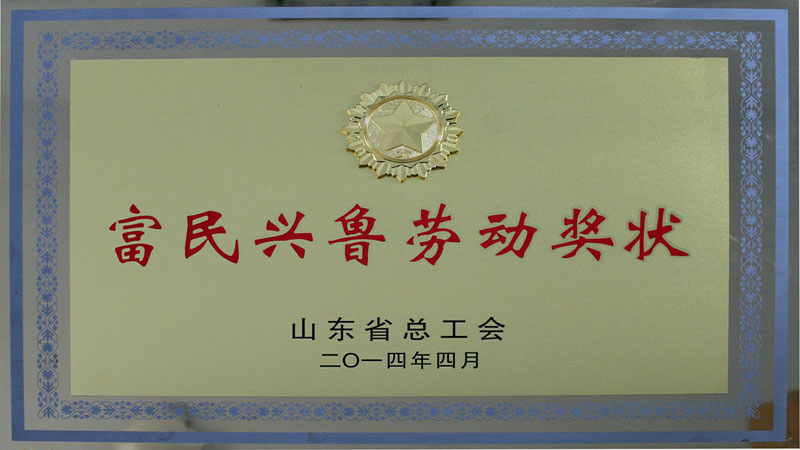 富民兴鲁劳动奖状
山东省总工会
二〇一四年四月